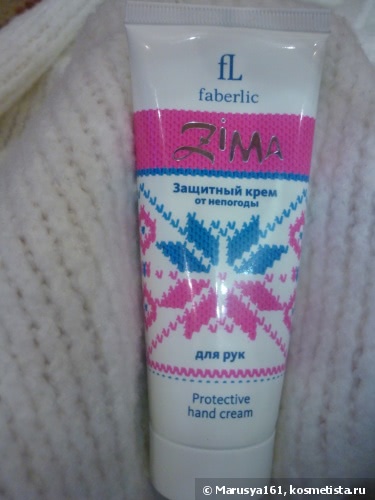 fL
faberlic
ZiMA
Защитный крем
от непогоды
для рук
Protective
hand cream
© Marusya161, kosmetista.ru